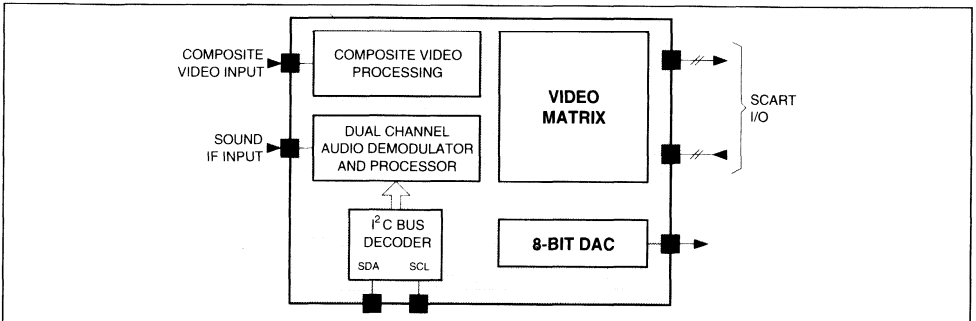 COMPOSITE
VIDEO INPUT
COMPOSITE VIDEO
PROCESSING
VIDEO
MATRIX
SCART
I/O
SOUND
IF INPUT
DUAL CHANNEL
AUDIO DEMODULATOR
AND PROCESSOR
I² C BUS
DECODER
SDA SCL
8-BIT DAC